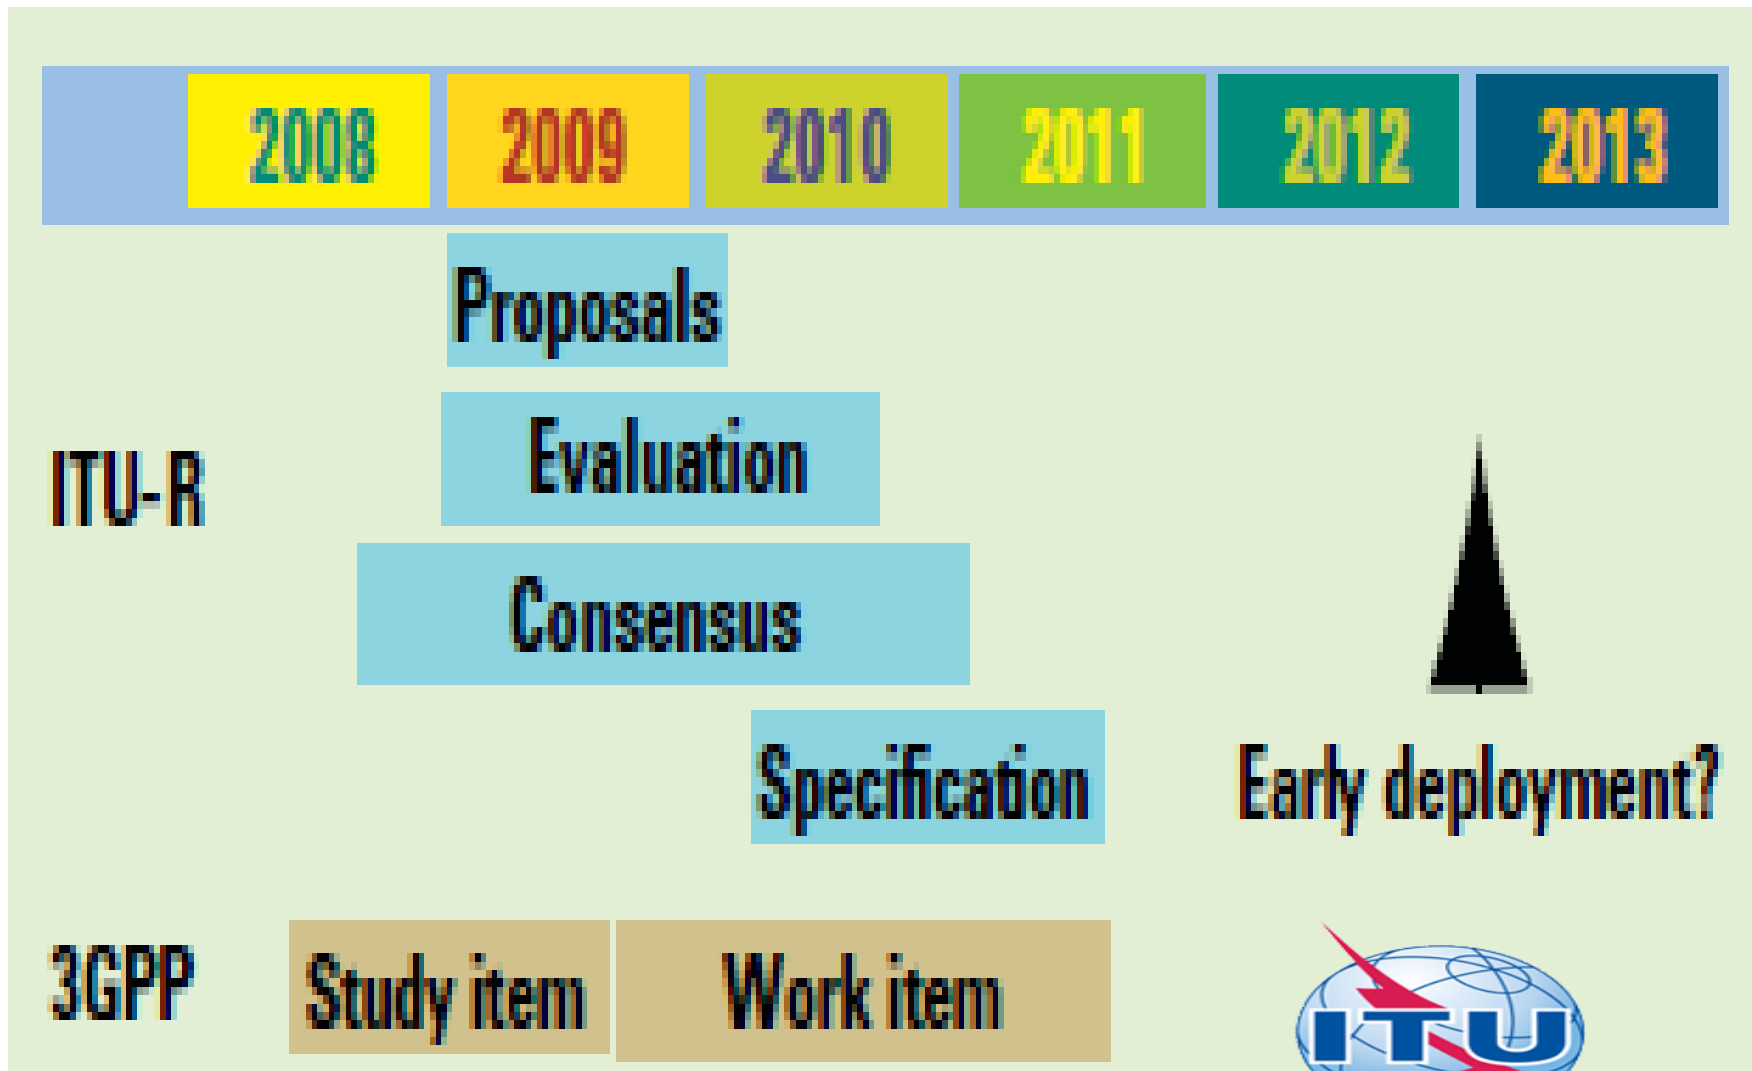 2008 2009 2010 2011 2012 2013
Proposals
Evaluation
ITU-R
Consensus
Specification
Early deployment?
3GPP
Study item
Work item
ITU